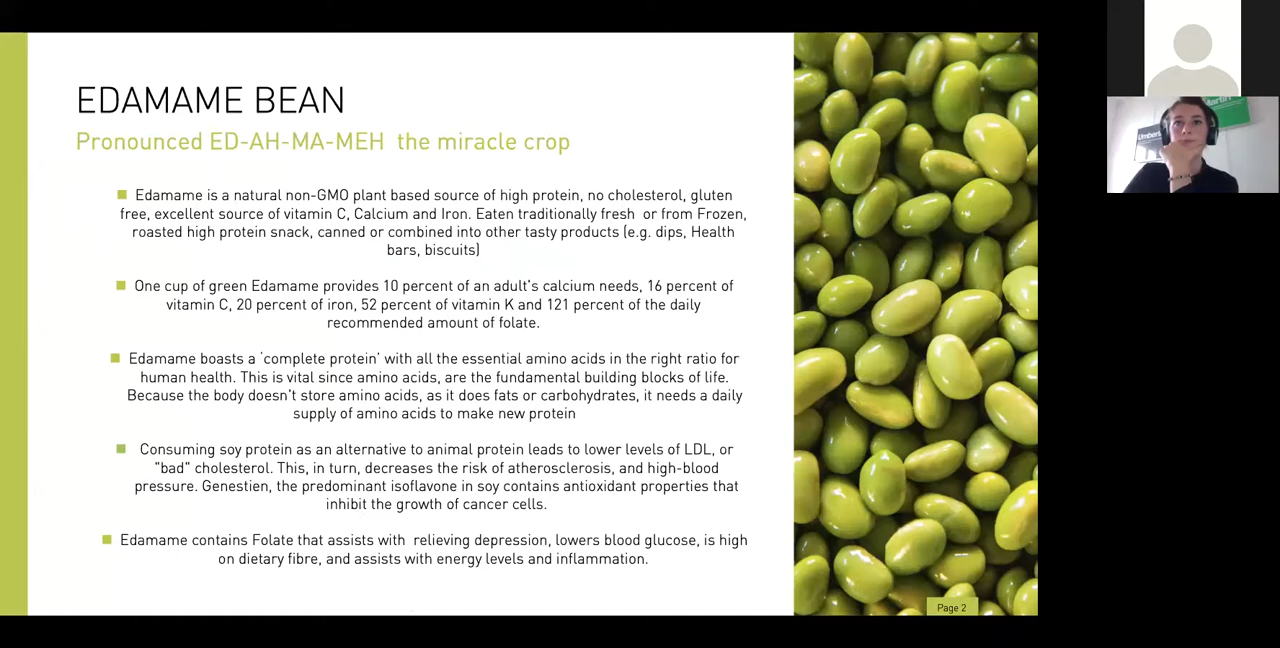 EDAMAME BEAN
Pronounced ED-AH-MA-MEH the miracle crop
Edamame is a natural non-GMO plant based source of high protein, no cholesterol, gluten
free, excellent source of vitamin C, Calcium and Iron. Eaten traditionally fresh or from Frozen,
roasted high protein snack, canned or combined into other tasty products (e.g. dips, Health
bars, biscuits)
One cup of green Edamame provides 10 percent of an adult's calcium needs, 16 percent of
vitamin C, 20 percent of iron, 52 percent of vitamin K and 121 percent of the daily
recommended amount of folate.
Edamame boasts a 'complete protein' with all the essential amino acids in the right ratio for
human health. This is vital since amino acids, are the fundamental building blocks of life.
Because the body doesn't store amino acids, as it does fats or carbohydrates, it needs a daily
supply of amino acids to make new protein
Consuming soy protein as an alternative to animal protein leads to lower levels of LDL, or
"bad" cholesterol. This, in turn, decreases the risk of atherosclerosis, and high-blood
pressure. Genestien, the predominant isoflavone in soy contains antioxidant properties that
inhibit the growth of cancer cells.
Edamame contains Folate that assists with relieving depression, lowers blood glucose, is high
on dietary fibre, and assists with energy levels and inflammation.
Page 2
Martin